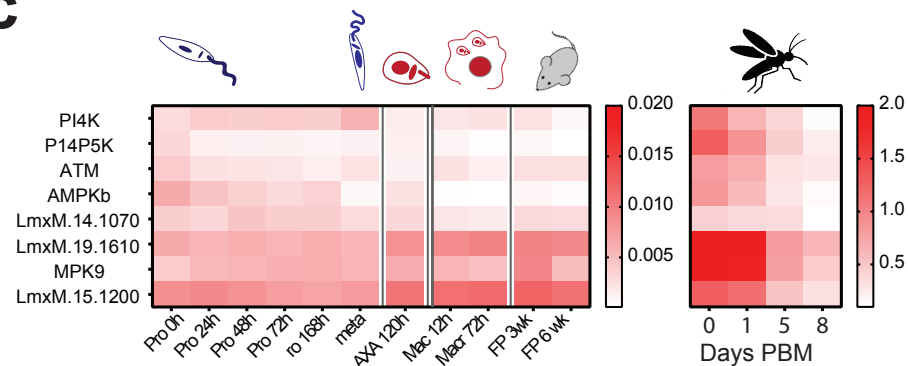 C
0.020
2.0
PI4K
P14P5K
0.015
1.5
ATM
AMPKb
0.010
1.0
LmxM.14.1070
LmxM.19.1610
0.005
0.5
MPK9
LmxM.15.1200
Pro 0h
Pro 24h
Pro 48h
Pro 72h
ro 168h
meta
AXA 120h
Mac 12h
Macr 72h
FP 3wk
FP 6 wk
0 1 5 8
Days PBM